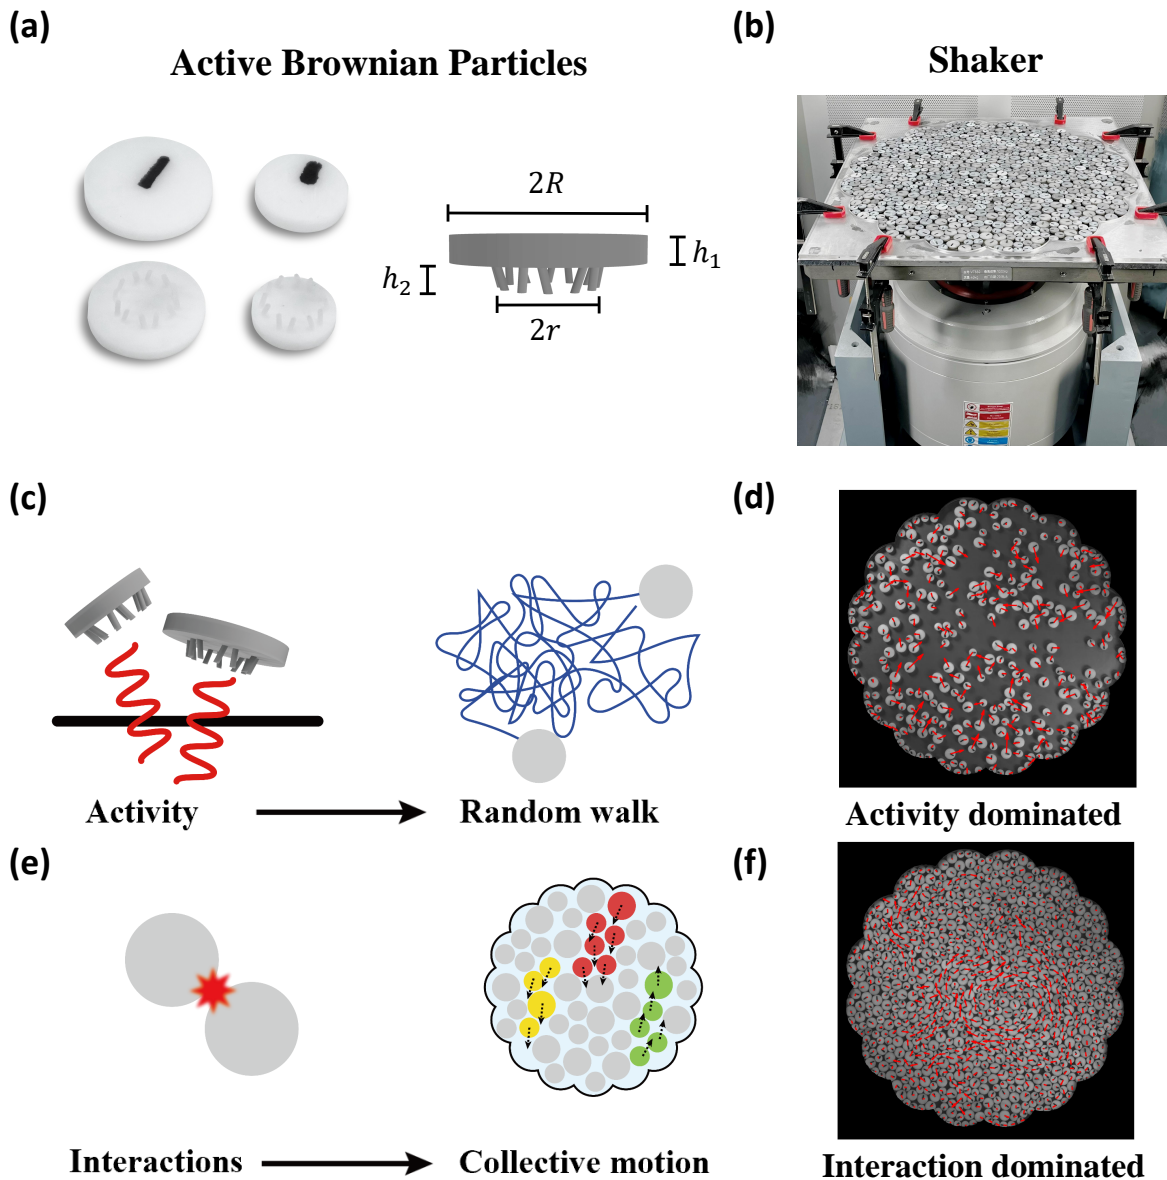 (a)
Active Brownian Particles
2R
h₁
h₂
2r
(b)
Shaker
(c)
Activity
Random walk
(d)
Activity dominated
(e)
Interactions
Collective motion
(f)
Interaction dominated